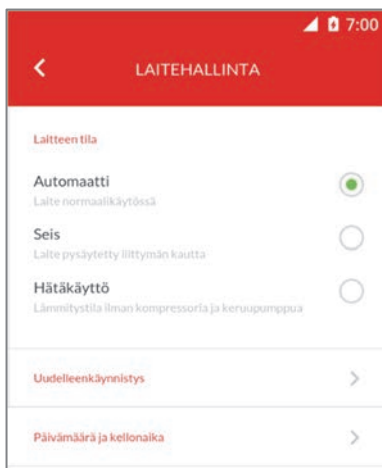 7:00
LAITEHALLINTA
Laitteen tila
Automaatti
Laite normaalikäytössä
Seis
Laite pysäytetty liittymän kautta
Hätäkäyttö
Lämmitystila ilman kompressoria ja keruupumppua
Uudelleenkäynnistys
Päivämäärä ja kellonaika